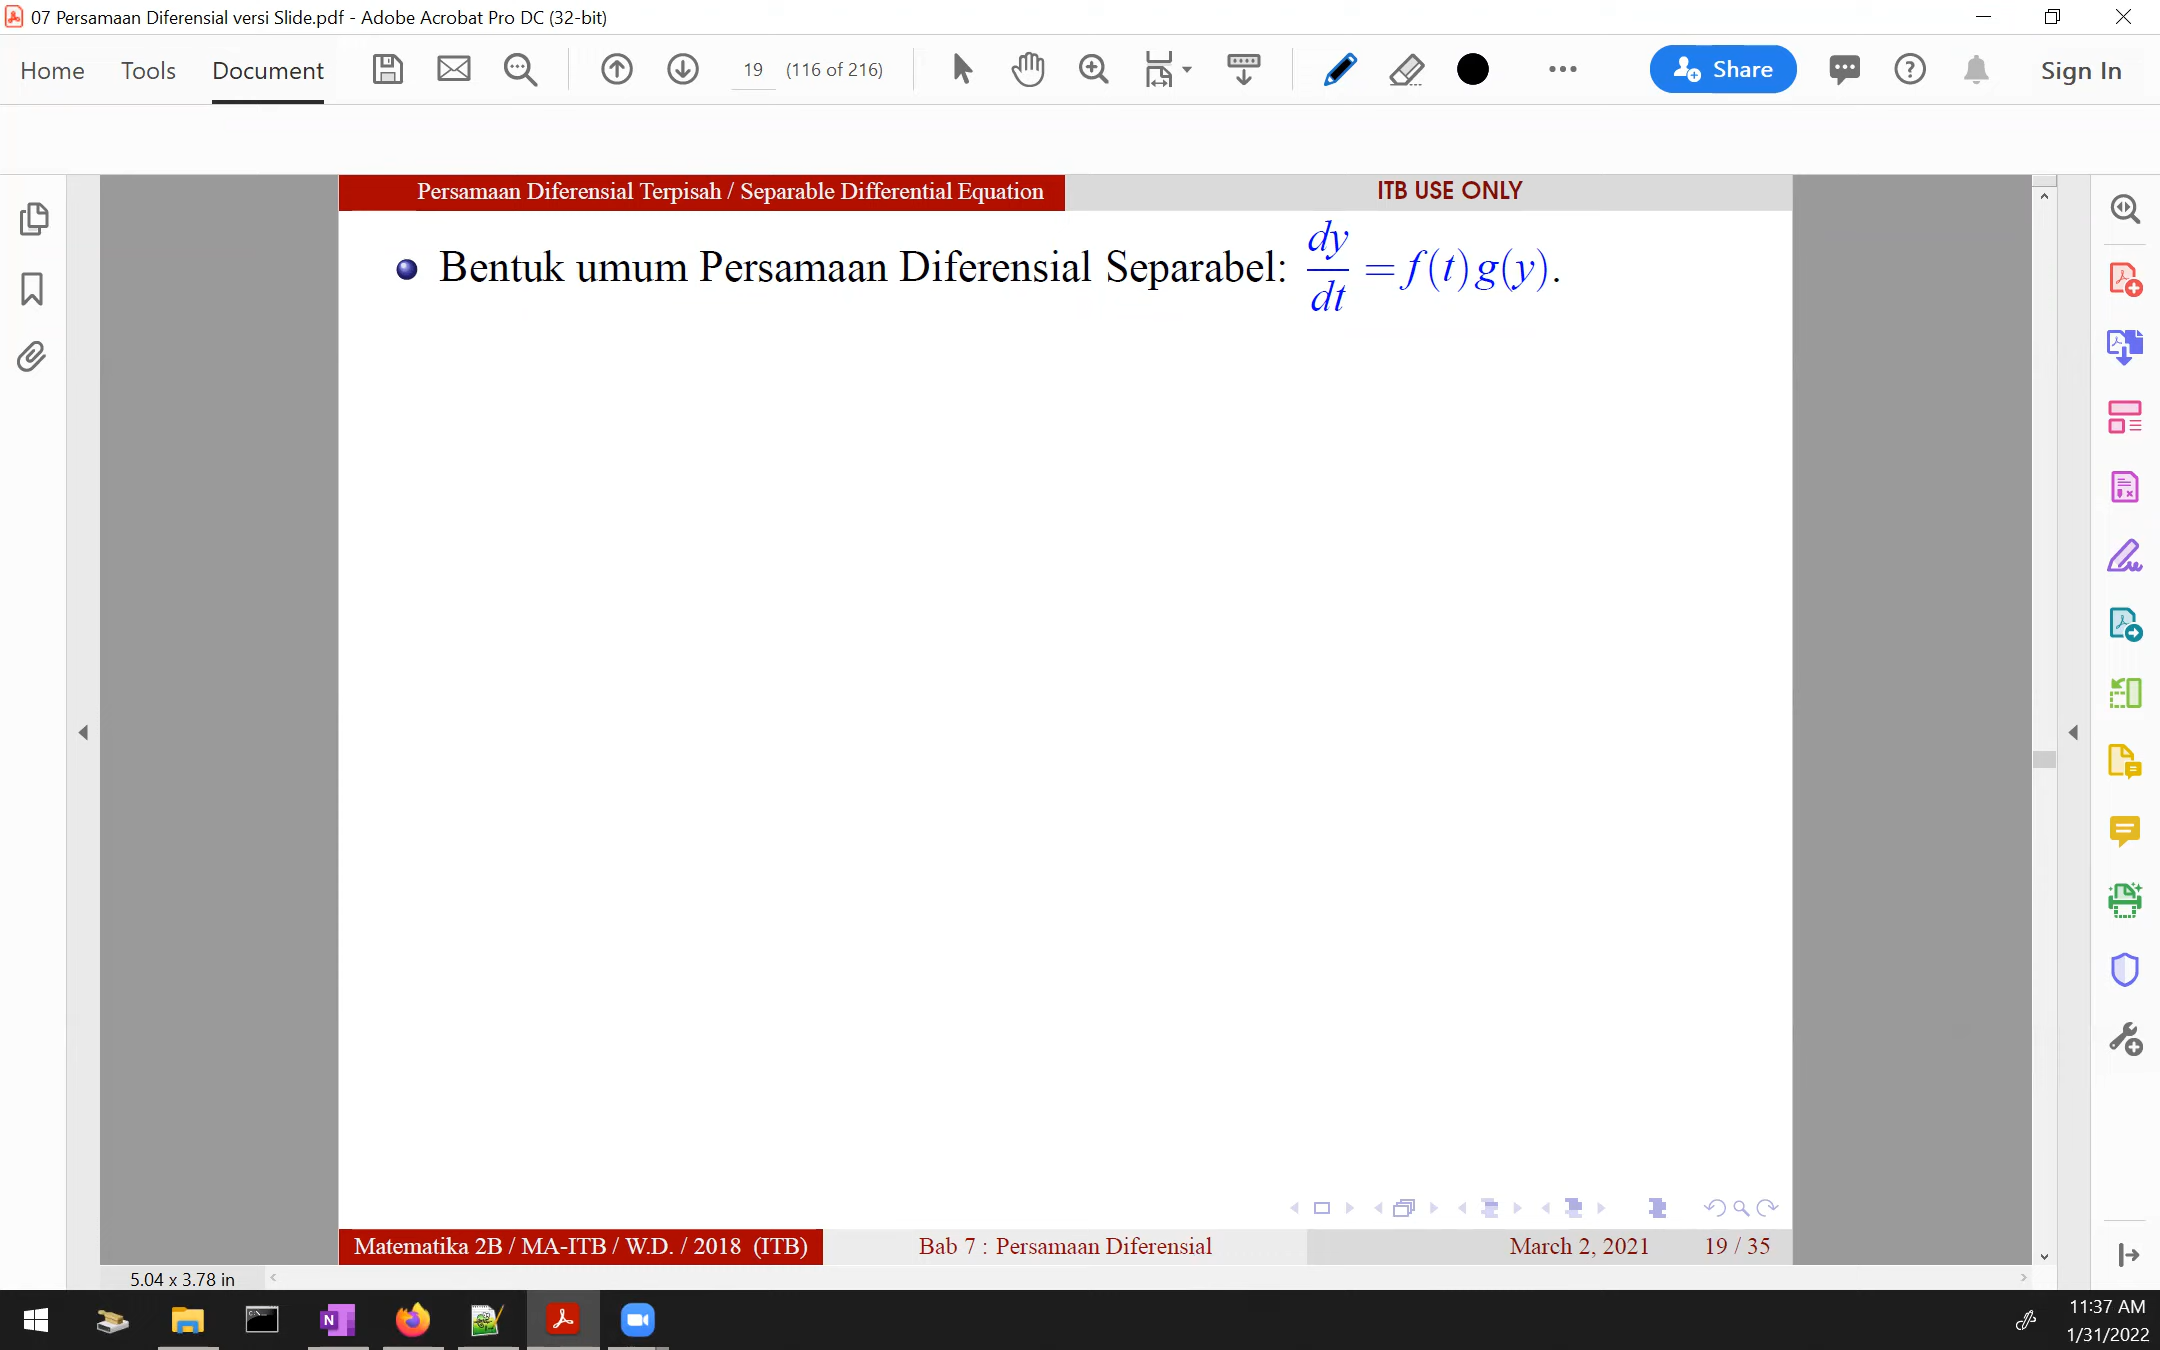 07 Persamaan Diferensial versi Slide.pdf - Adobe Acrobat Pro DC (32-bit)
Home Tools Document 19 (116 of 216) Share Sign In
Persamaan Diferensial Terpisah / Separable Differential Equation ITB USE ONLY
Bentuk umum Persamaan Diferensial Separabel: dy/dt = f(t) g(y).
Matematika 2B / MA-ITB / W.D. / 2018 (ITB) Bab 7 : Persamaan Diferensial March 2, 2021 19 / 35
5.04 x 3.78 in
11:37 AM
1/31/2022